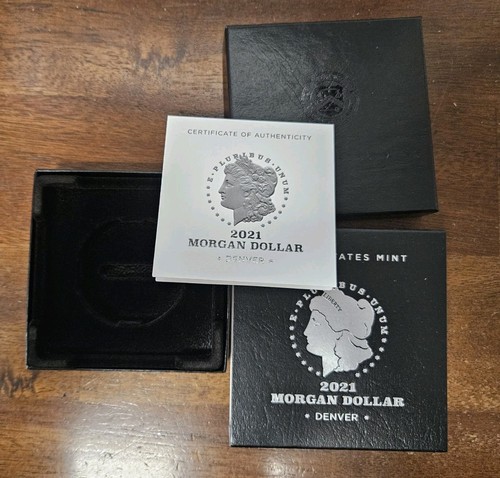 CERTIFICATE OF AUTHENTICITY
E·PLURIBUS·UNUM
2021
MORGAN DOLLAR
DENVER
ATES MINT
E·PLURIBUS·UNUM
LIBERTY
2021
MORGAN DOLLAR
• DENVER •